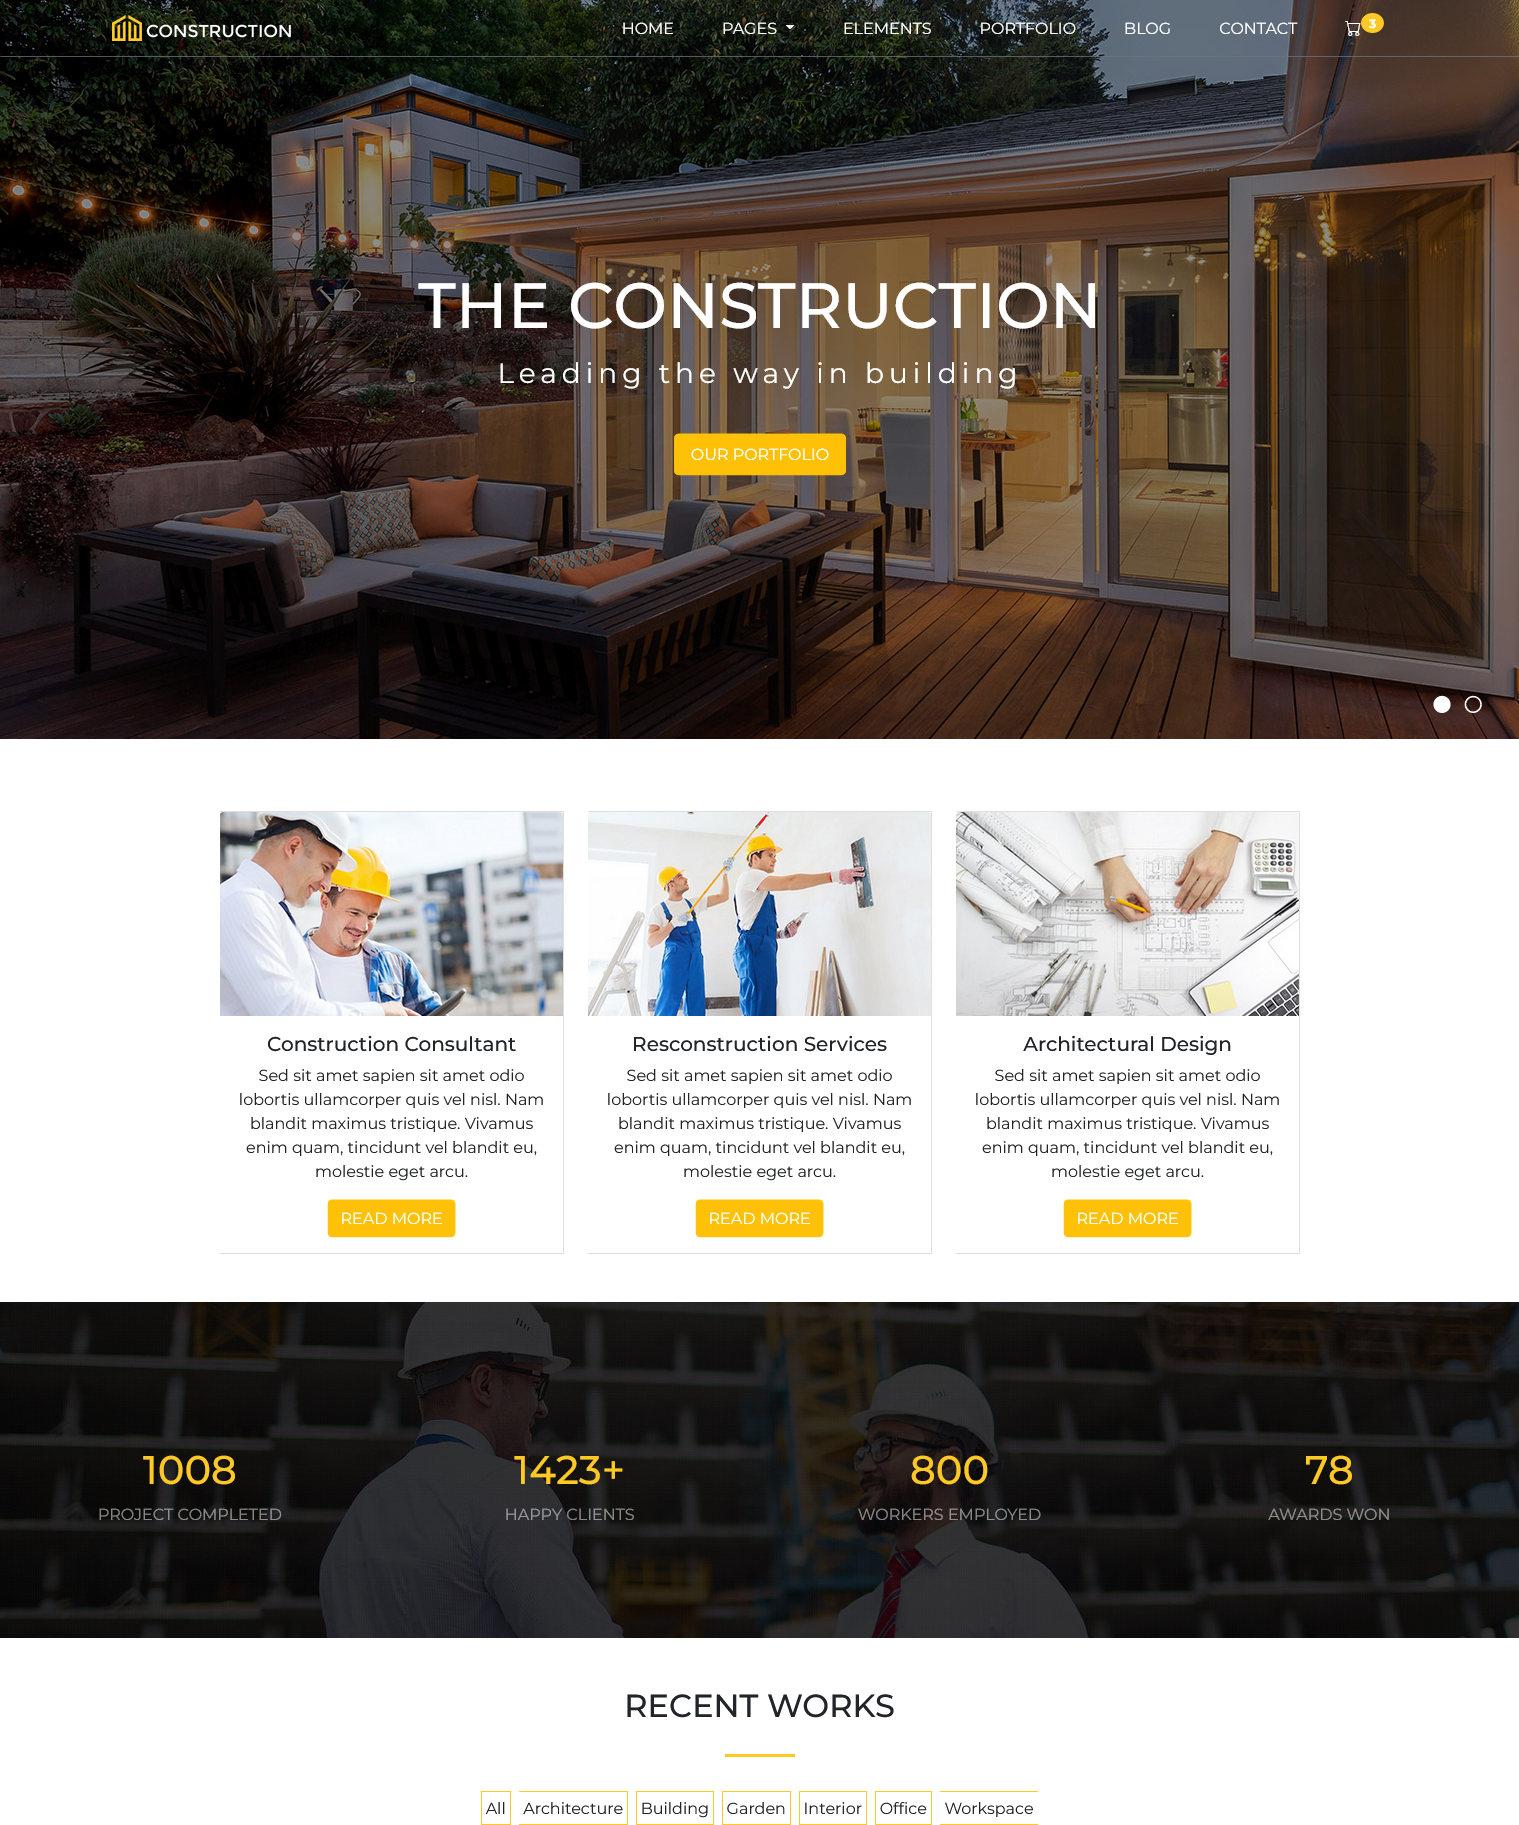 CONSTRUCTION
HOME PAGES ELEMENTS PORTFOLIO BLOG CONTACT 3
THE CONSTRUCTION
Leading the way in building
OUR PORTFOLIO
Construction Consultant
Sed sit amet sapien sit amet odio
lobortis ullamcorper quis vel nisl. Nam
blandit maximus tristique. Vivamus
enim quam, tincidunt vel blandit eu,
molestie eget arcu.
READ MORE
Resconstruction Services
Sed sit amet sapien sit amet odio
lobortis ullamcorper quis vel nisl. Nam
blandit maximus tristique. Vivamus
enim quam, tincidunt vel blandit eu,
molestie eget arcu.
READ MORE
Architectural Design
Sed sit amet sapien sit amet odio
lobortis ullamcorper quis vel nisl. Nam
blandit maximus tristique. Vivamus
enim quam, tincidunt vel blandit eu,
molestie eget arcu.
READ MORE
1008
PROJECT COMPLETED
1423+
HAPPY CLIENTS
800
WORKERS EMPLOYED
78
AWARDS WON
RECENT WORKS
All Architecture Building Garden Interior Office Workspace